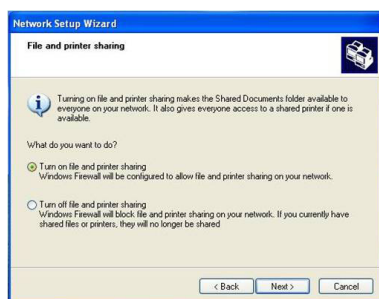 Network Setup Wizard
File and printer sharing
Turning on file and printer sharing makes the Shared Documents folder available to
everyone on your network. It also gives everyone access to a shared printer if one is
available.
What do you want to do?
Turn on file and printer sharing
Windows Firewall will be configured to allow file and printer sharing on your network.
Turn off file and printer sharing
Windows Firewall will block file and printer sharing on your network. If you currently have
shared files or printers, they will no longer be shared
< Back
Next >
Cancel